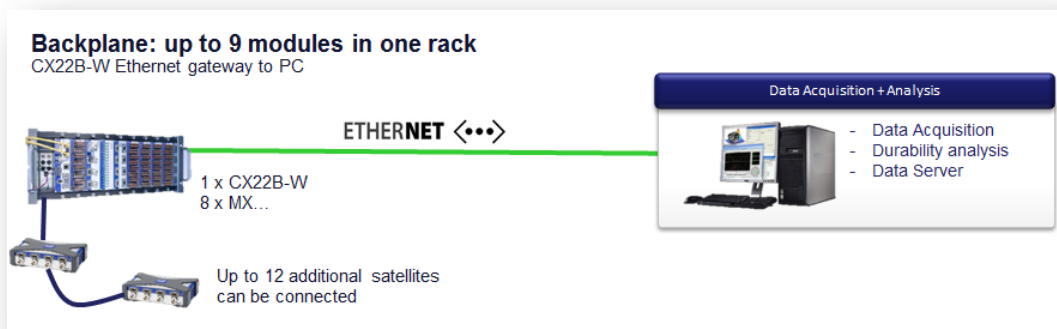 Backplane: up to 9 modules in one rack
CX22B-W Ethernet gateway to PC
Data Acquisition+Analysis
ETHERNET <···>
- Data Acquisition
- Durability analysis
- Data Server
1 x CX22B-W
8 x MX...
Up to 12 additional satellites
can be connected